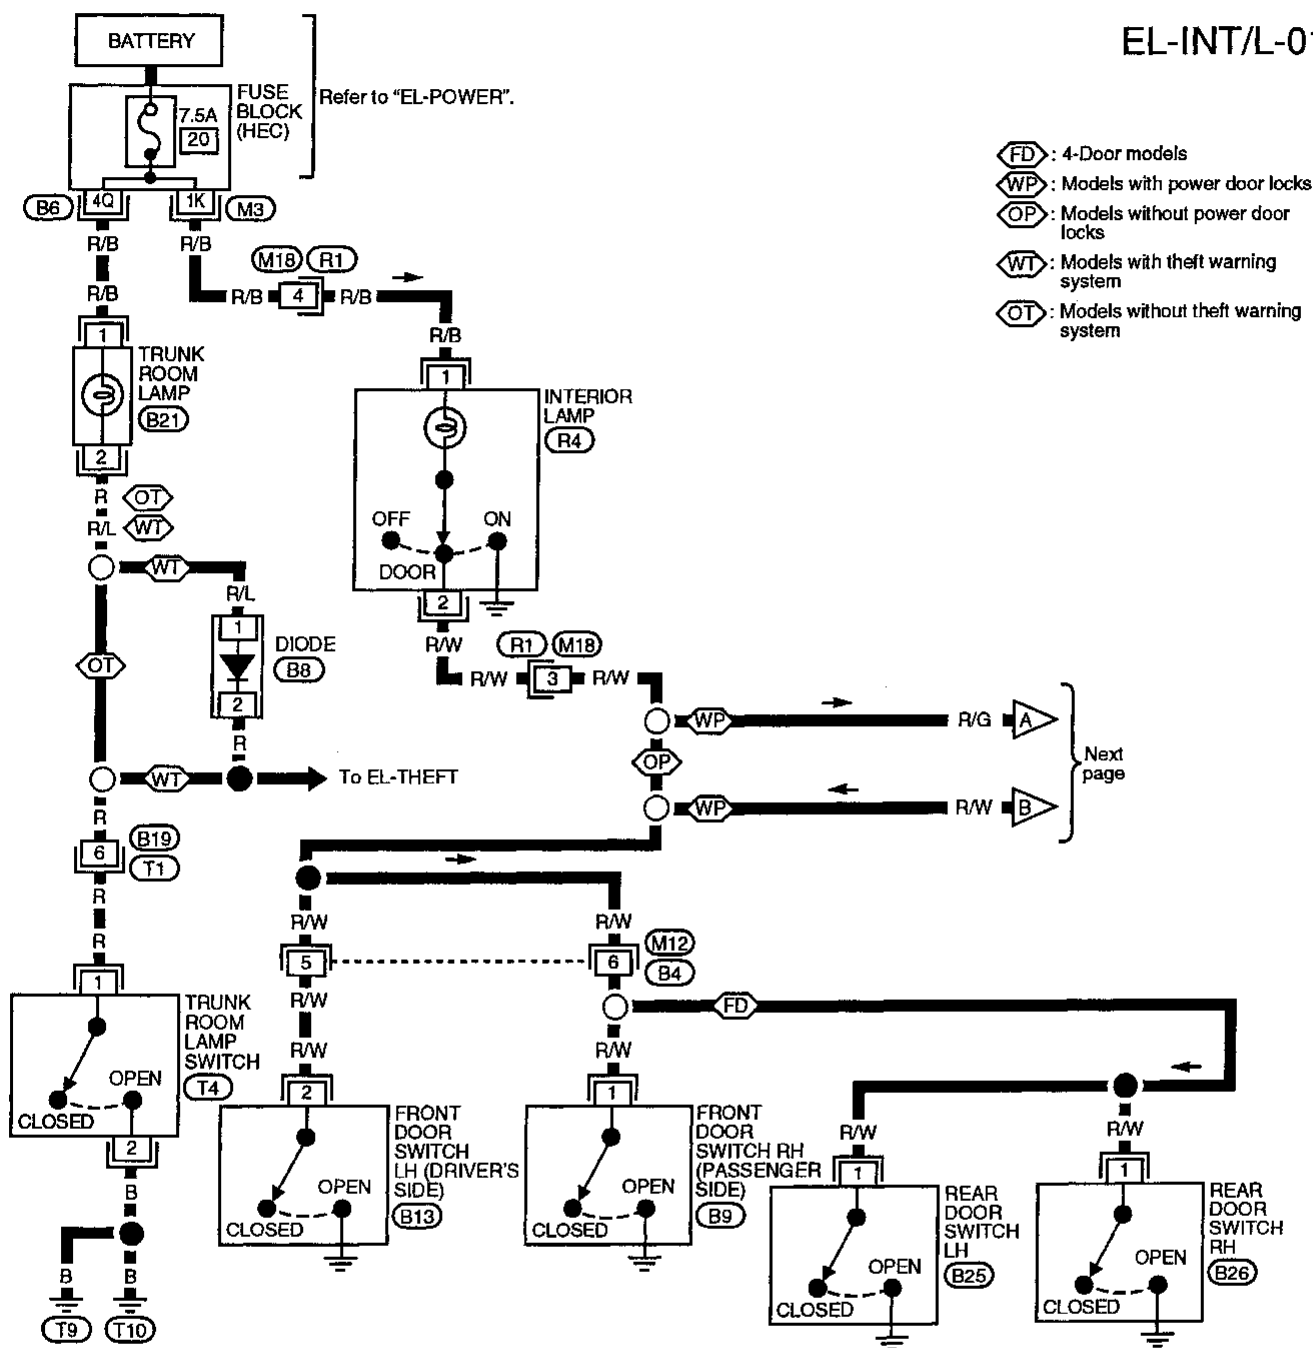 EL-INT/L-01
BATTERY
FUSE
BLOCK
(HEC)
7.5A
20
Refer to "EL-POWER".
FD : 4-Door models
WP : Models with power door locks
OP : Models without power door
locks
WT : Models with theft warning
system
OT : Models without theft warning
system
B6
4Q
1K
M3
R/B
R/B
R/B
M18
R1
R/B
4
R/B
R/B
1
TRUNK
ROOM
LAMP
B21
2
1
INTERIOR
LAMP
R4
OFF
ON
DOOR
2
R
OT
R/L
WT
WT
R/L
1
DIODE
B8
2
R
OT
WT
To EL-THEFT
R/W
R1
M18
R/W
3
R/W
WP
R/G
A
OP
Next
page
WP
R/W
B
R
B19
6
T1
R
R
1
TRUNK
ROOM
LAMP
SWITCH
T4
OPEN
CLOSED
2
B
B
B
T9
T10
R/W
R/W
5
6
M12
B4
R/W
FD
R/W
R/W
2
FRONT
DOOR
SWITCH
LH (DRIVER'S
SIDE)
B13
OPEN
CLOSED
1
FRONT
DOOR
SWITCH RH
(PASSENGER
SIDE)
B9
OPEN
CLOSED
R/W
1
REAR
DOOR
SWITCH
LH
B25
OPEN
CLOSED
R/W
1
REAR
DOOR
SWITCH
RH
B26
OPEN
CLOSED